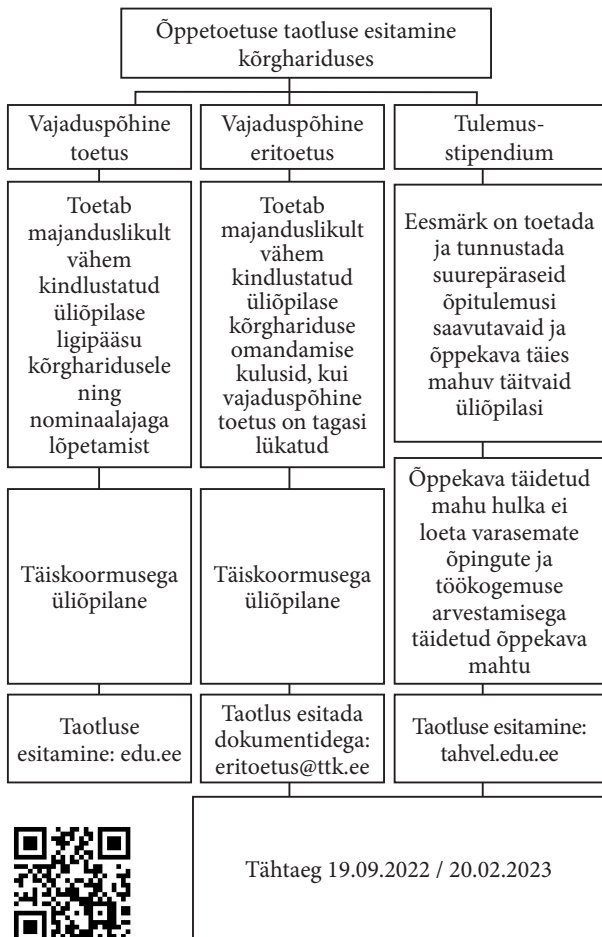 Õppetoetuse taotluse esitamine
kõrghariduses
Vajaduspõhine
toetus
Toetab
majanduslikult
vähem
kindlustatud
üliõpilase
ligipääsu
kõrgharidusele
ning
nominaalajaga
lõpetamist
Täiskoormusega
üliõpilane
Taotluse
esitamine: edu.ee
Vajaduspõhine
eritoetus
Toetab
majanduslikult
vähem
kindlustatud
üliõpilase
kõrghariduse
omandamise
kulusid, kui
vajaduspõhine
toetus on tagasi
lükatud
Täiskoormusega
üliõpilane
Taotlus esitada
dokumentidega:
eritoetus@ttk.ee
Tulemus-
stipendium
Eesmärk on toetada
ja tunnustada
suurepäraseid
õpitulemusi
saavutavaid ja
õppekava täies
mahuv täitvaid
üliõpilasi
Õppekava täidetud
mahu hulka ei
loeta varasemate
õpingute ja
töökogemuse
arvestamisega
täidetud õppekava
mahtu
Taotluse esitamine:
tahvel.edu.ee
Tähtaeg 19.09.2022 / 20.02.2023